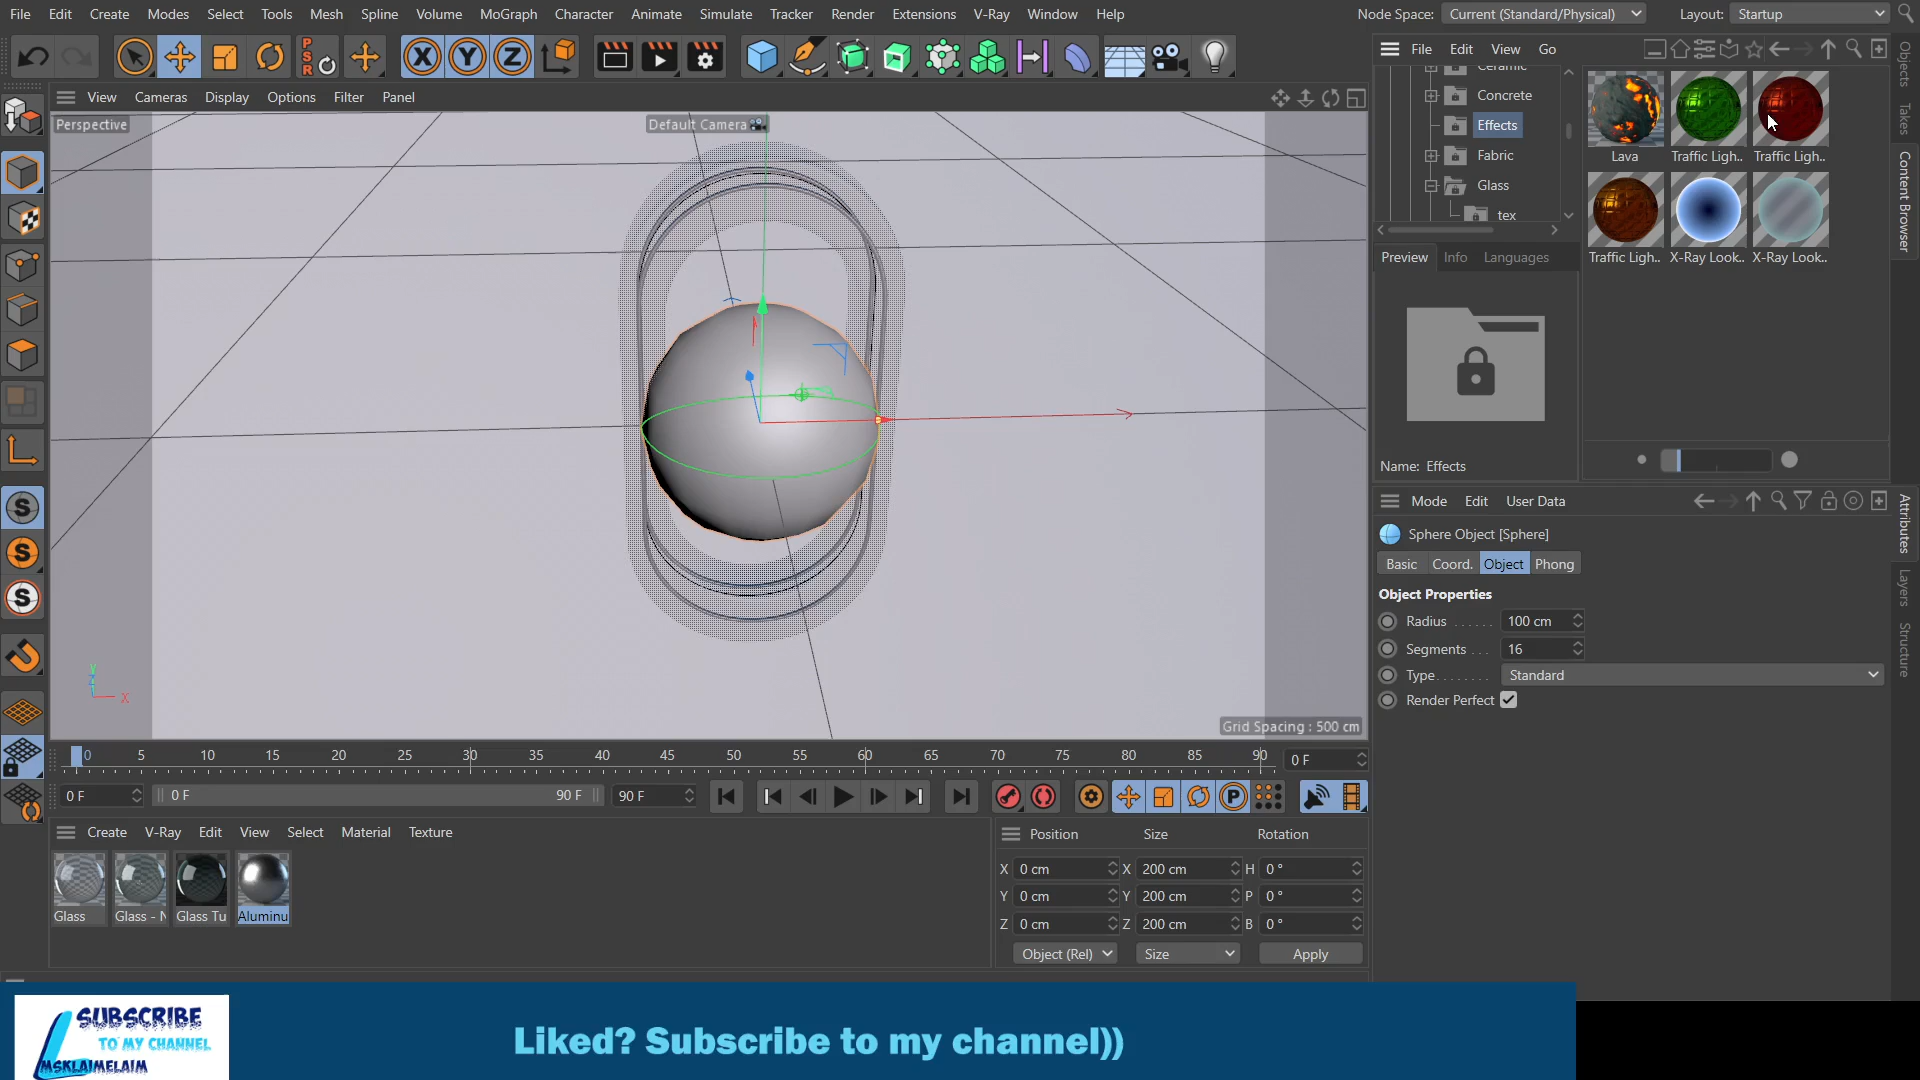 File Edit Create Modes Select Tools Mesh Spline Volume MoGraph Character Animate Simulate Tracker Render Extensions V-Ray Window Help Node Space: Current (Standard/Physical) Layout: Startup
View Cameras Display Options Filter Panel
Perspective
Default Camera
Grid Spacing : 500 cm
File Edit View Go
Ceramic
Concrete
Effects
Fabric
Glass
tex
Lava
Traffic Ligh..
Traffic Ligh..
Traffic Ligh..
X-Ray Look..
X-Ray Look..
Preview Info Languages
Name: Effects
Objects
Takes
Content Browser
Mode Edit User Data
Sphere Object [Sphere]
Basic Coord. Object Phong
Object Properties
Radius 100 cm
Segments 16
Type Standard
Render Perfect
Attributes
Layers
Structure
0 5 10 15 20 25 30 35 40 45 50 55 60 65 70 75 80 85 90 0 F
0 F 0 F 90 F 90 F
Create V-Ray Edit View Select Material Texture
Glass Glass - N Glass Tu Aluminu
Position Size Rotation
X 0 cm X 200 cm H 0 °
Y 0 cm Y 200 cm P 0 °
Z 0 cm Z 200 cm B 0 °
Object (Rel) Size Apply
SUBSCRIBE
TO MY CHANNEL
MSKLAIMELAIM
Liked? Subscribe to my channel))